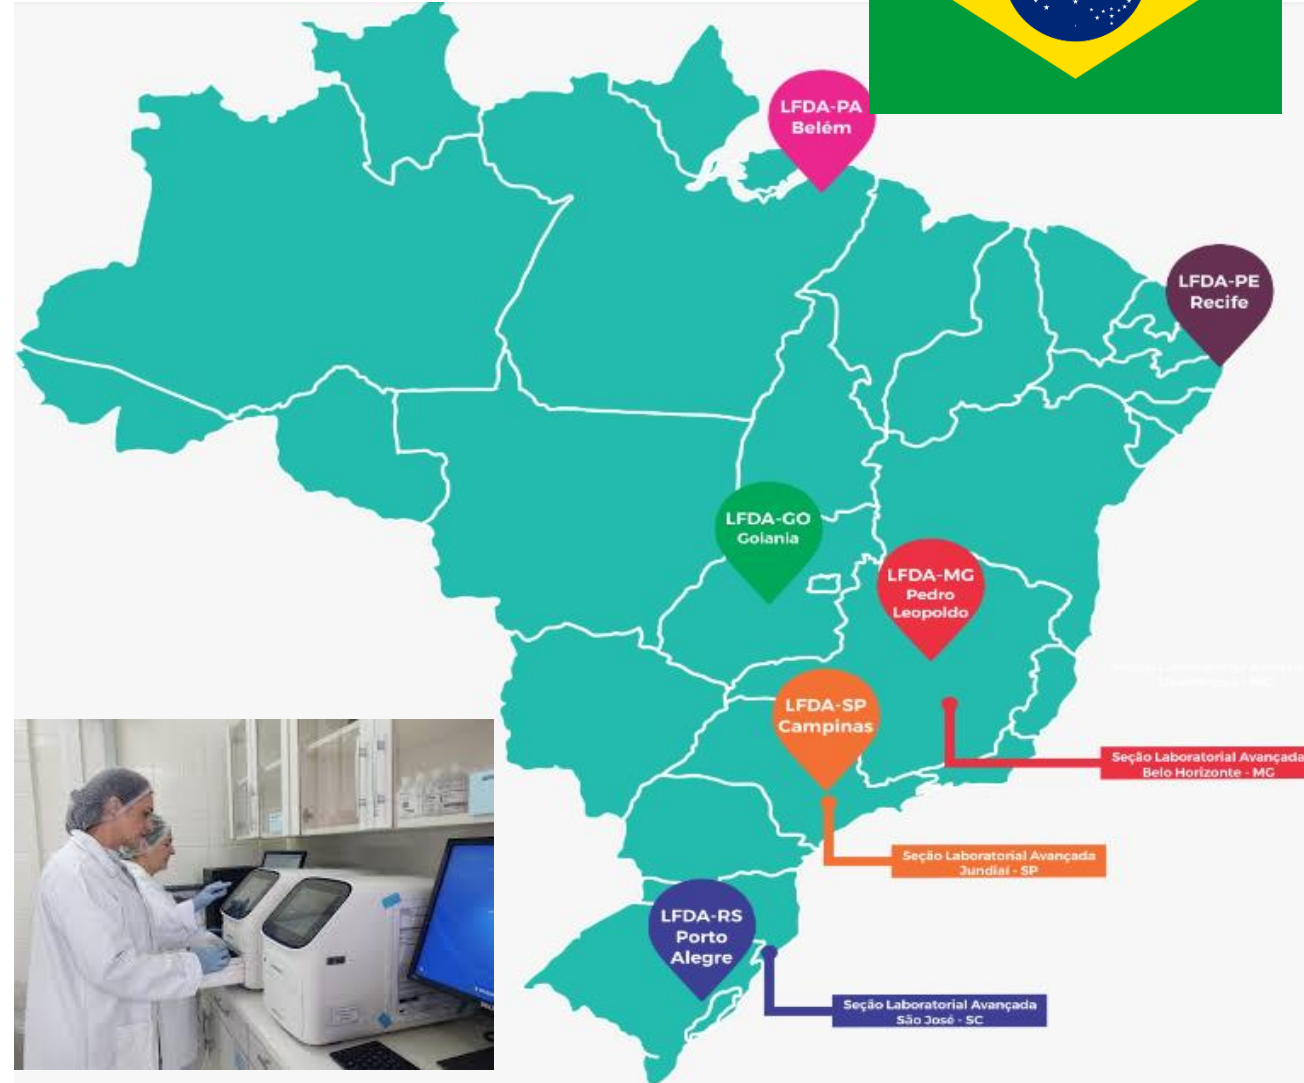 LFDA-PA
Belém
LFDA-PE
Recife
LFDA-GO
Goiania
LFDA-MG
Pedro
Leopoldo
LFDA-SP
Campinas
Seção Laboratorial Avançada
Belo Horizonte - MG
Seção Laboratorial Avançada
Jundiaí - SP
LFDA-RS
Porto
Alegre
Seção Laboratorial Avançada
São José - SC